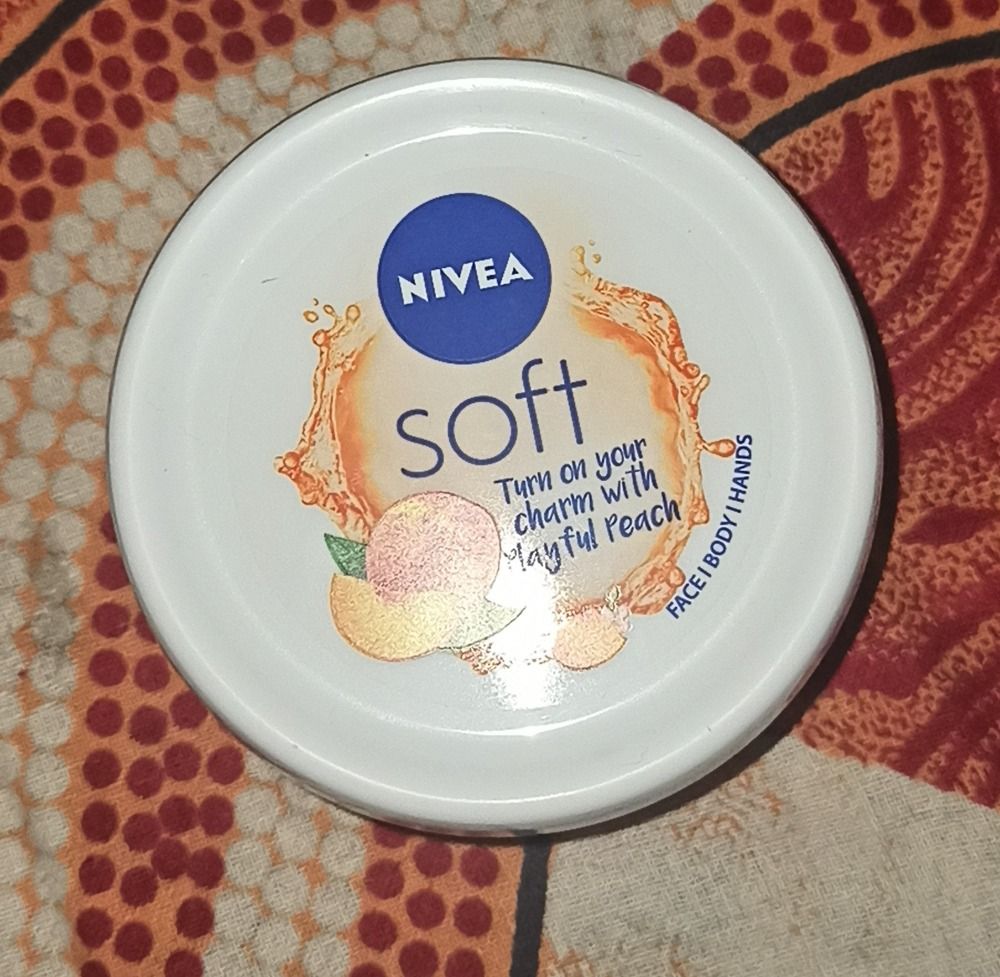 NIVEA
soft
Turn on your
charm with
Playful Peach
FACE I BODY I HANDS